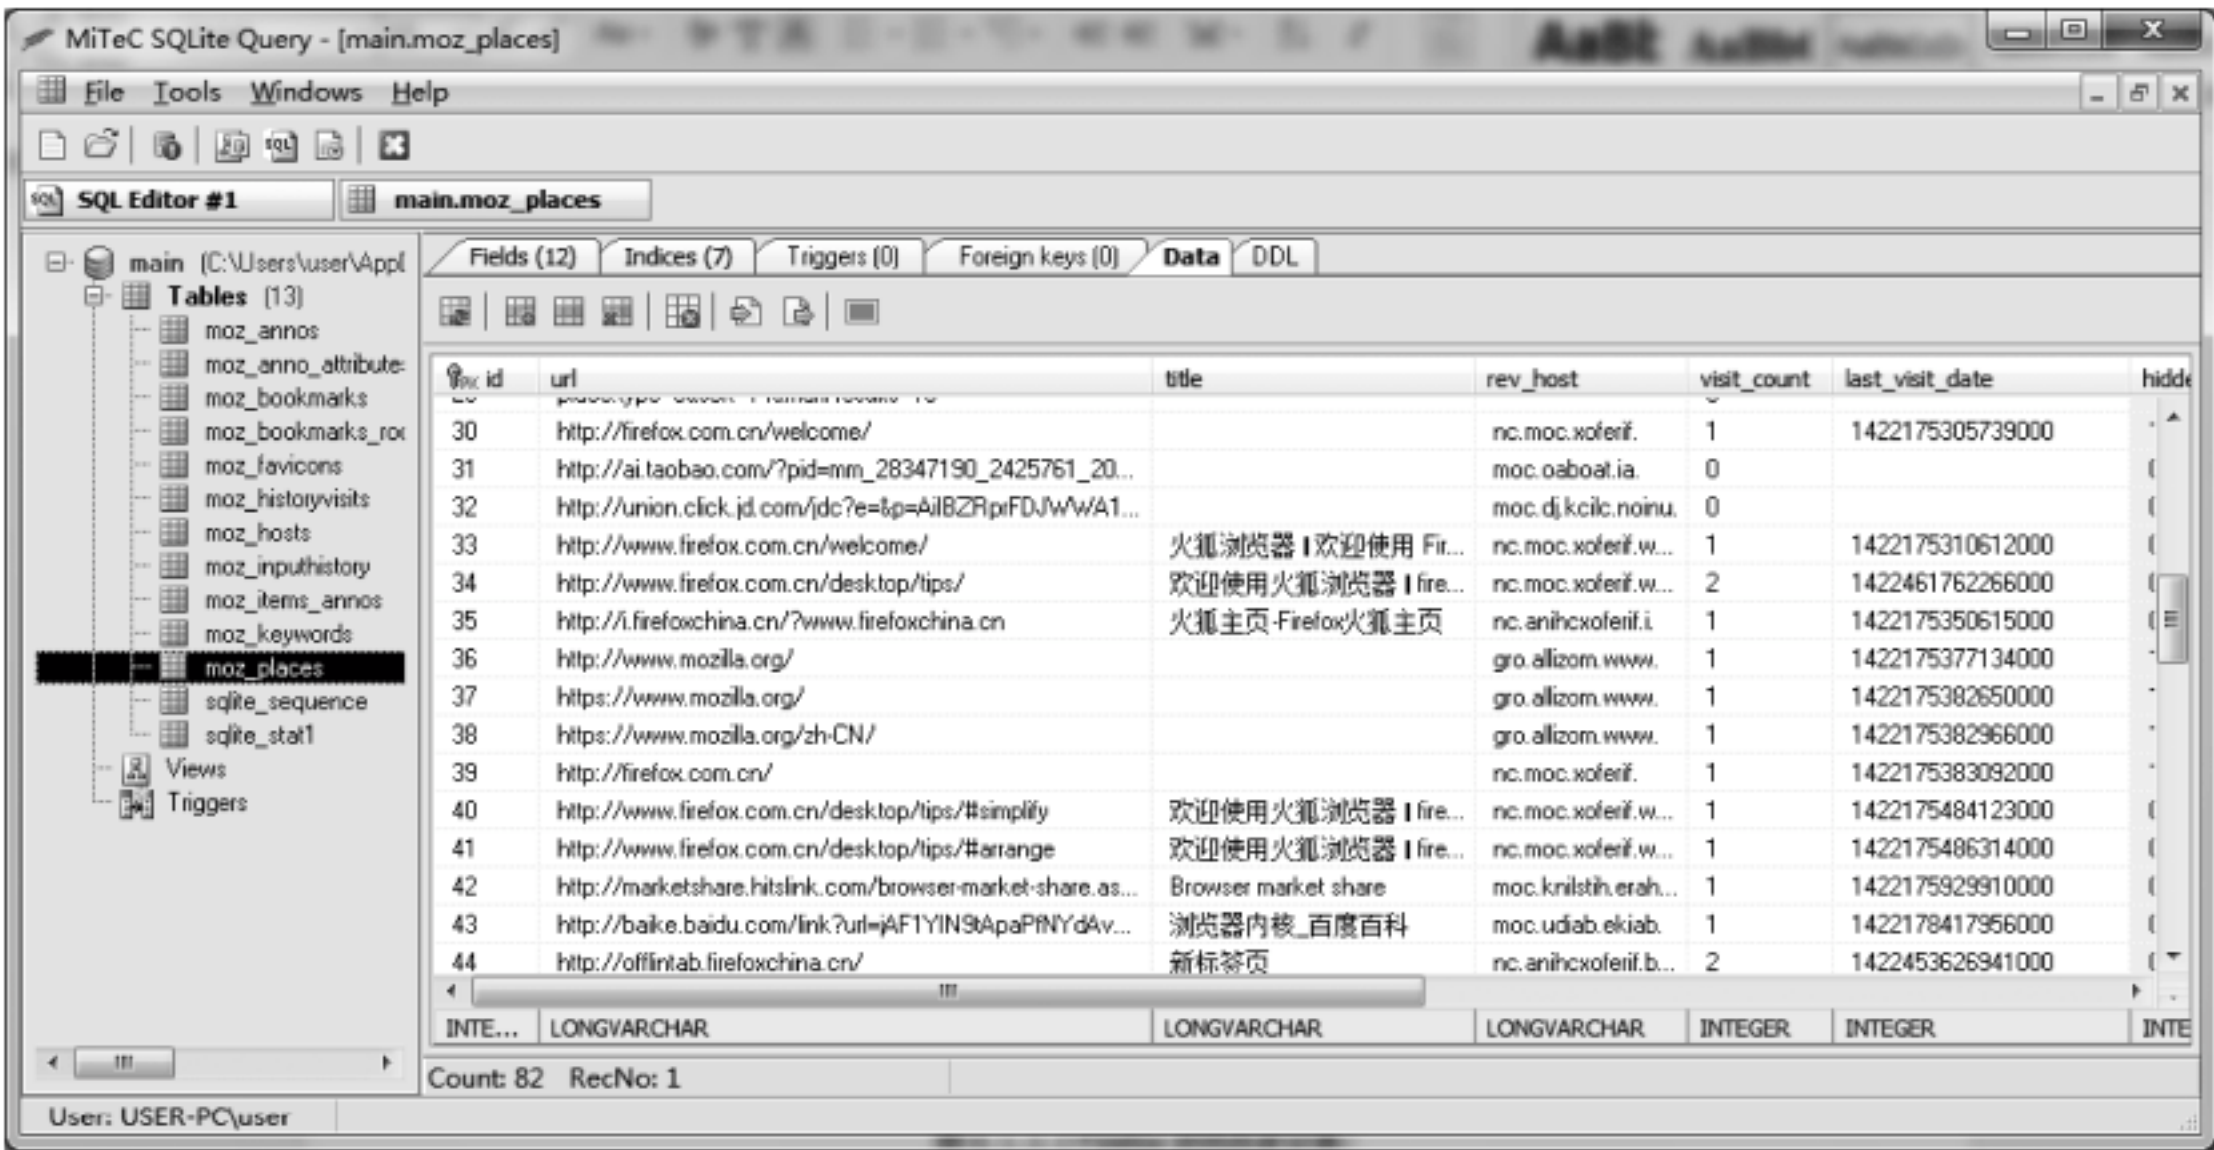 MiTeC SQLite Query - [main.moz_places]
File Tools Windows Help
SQL Editor #1 main.moz_places
main (C:\Users\user\Appl
Tables (13)
moz_annos
moz_anno_attribute
moz_bookmarks
moz_bookmarks_roo
moz_favicons
moz_historyvisits
moz_hosts
moz_inputhistory
moz_items_annos
moz_keywords
moz_places
sqlite_sequence
sqlite_stat1
Views
Triggers
Fields (12) Indices (7) Triggers (0) Foreign keys (0) Data DDL
id url title rev_host visit_count last_visit_date hidde
30 http://firefox.com.cn/welcome/ nc.moc.xoferif. 1 1422175305739000
31 http://ai.taobao.com/?pid=mm_28347190_2425761_20... moc.oaboat.ia. 0
32 http://union.click.jd.com/jdc?e=&p=AilBZRprFDJWWA1... moc.dj.kcilc.noinu. 0
33 http://www.firefox.com.cn/welcome/ 火狐浏览器 | 欢迎使用 Fir... nc.moc.xoferif.w... 1 1422175310612000
34 http://www.firefox.com.cn/desktop/tips/ 欢迎使用火狐浏览器 | fire... nc.moc.xoferif.w... 2 1422461762266000
35 http://i.firefoxchina.cn/?www.firefoxchina.cn 火狐主页-Firefox火狐主页 nc.anihcxoferif.i. 1 1422175350615000
36 http://www.mozilla.org/ gro.allizom.www. 1 1422175377134000
37 https://www.mozilla.org/ gro.allizom.www. 1 1422175382650000
38 https://www.mozilla.org/zh-CN/ gro.allizom.www. 1 1422175382966000
39 http://firefox.com.cn/ nc.moc.xoferif. 1 1422175383092000
40 http://www.firefox.com.cn/desktop/tips/#simplify 欢迎使用火狐浏览器 | fire... nc.moc.xoferif.w... 1 1422175484123000
41 http://www.firefox.com.cn/desktop/tips/#arrange 欢迎使用火狐浏览器 | fire... nc.moc.xoferif.w... 1 1422175486314000
42 http://marketshare.hitslink.com/browser-market-share.as... Browser market share moc.knilstih.erah... 1 1422175929910000
43 http://baike.baidu.com/link?url=jAF1YIN9tApaPfNYdAv... 浏览器内核_百度百科 moc.udiab.ekiab. 1 1422178417956000
44 http://offlintab.firefoxchina.cn/ 新标签页 nc.anihcxoferif.b... 2 1422453626941000
INTE... LONGVARCHAR LONGVARCHAR LONGVARCHAR INTEGER INTEGER INTE
Count: 82 RecNo: 1
User: USER-PC\user